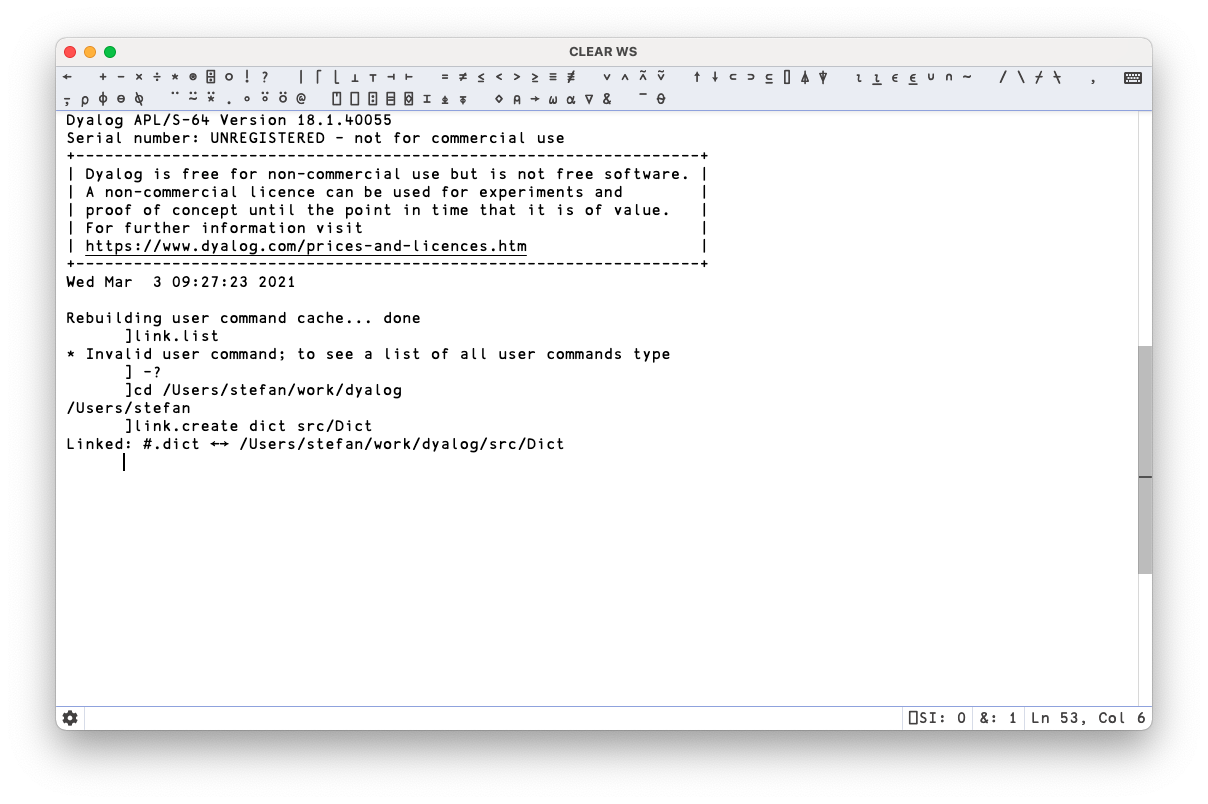 CLEAR WS
← + - × ÷ * ⍟ ⌹ ○ ! ? | ⌈ ⌊ ⊥ ⊤ ⊣ ⊢ = ≠ ≤ < > ≥ ≡ ≢ ∨ ∧ ⍲ ⍱ ↑ ↓ ⊂ ⊃ ⊆ ⌷ ⍋ ⍒ ⍳ ⍸ ∊ ⍷ ∪ ∩ ~ / \ ⌿ ⍀ ,
⍪ ⍴ ⌽ ⊖ ⍉ ¨ ⍨ ⍣ . ∘ ⍤ ⍥ @ ⍞ ⎕ ⍠ ⌸ ⌺ ⌶ ⍎ ⍕ ⋄ ⍝ → ⍵ ⍺ ∇ & ¯ ⍬
Dyalog APL/S-64 Version 18.1.40055
Serial number: UNREGISTERED - not for commercial use
+----------------------------------------------------------------+
| Dyalog is free for non-commercial use but is not free software. |
| A non-commercial licence can be used for experiments and |
| proof of concept until the point in time that it is of value. |
| For further information visit |
| https://www.dyalog.com/prices-and-licences.htm |
+----------------------------------------------------------------+
Wed Mar  3 09:27:23 2021
Rebuilding user command cache... done
]link.list
* Invalid user command; to see a list of all user commands type
] -?
]cd /Users/stefan/work/dyalog
/Users/stefan
]link.create dict src/Dict
Linked: #.dict ←→ /Users/stefan/work/dyalog/src/Dict
⎕SI: 0 &: 1 Ln 53, Col 6